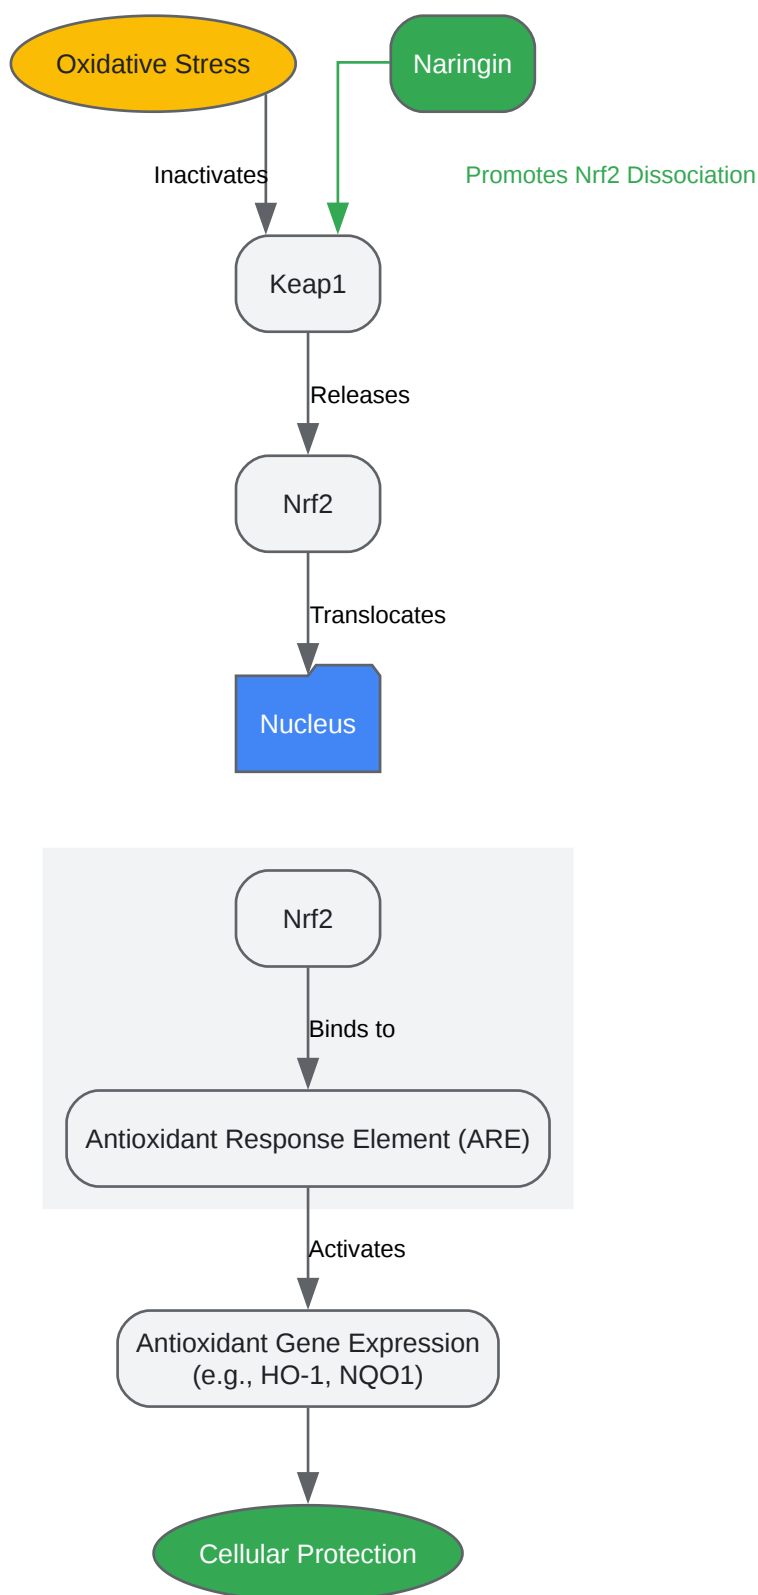 Oxidative Stress
Naringin
Inactivates
Promotes Nrf2 Dissociation
Keap1
Releases
Nrf2
Translocates
Nucleus
Nrf2
Binds to
Antioxidant Response Element (ARE)
Activates
Antioxidant Gene Expression
(e.g., HO-1, NQO1)
Cellular Protection